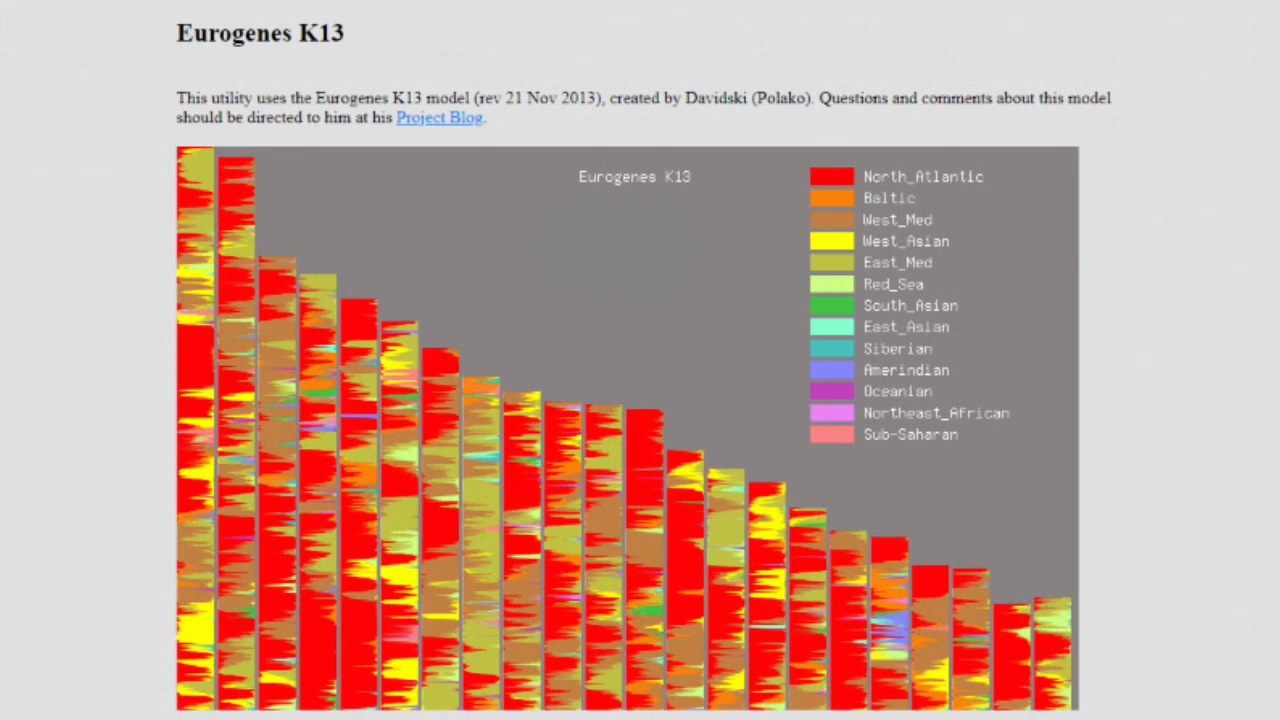 Eurogenes K13
This utility uses the Eurogenes K13 model (rev 21 Nov 2013), created by Davidski (Polako). Questions and comments about this model
should be directed to him at his Project Blog.
Eurogenes K13
North_Atlantic
Baltic
West_Med
West_Asian
East_Med
Red_Sea
South_Asian
East_Asian
Siberian
Amerindian
Oceanian
Northeast_African
Sub-Saharan